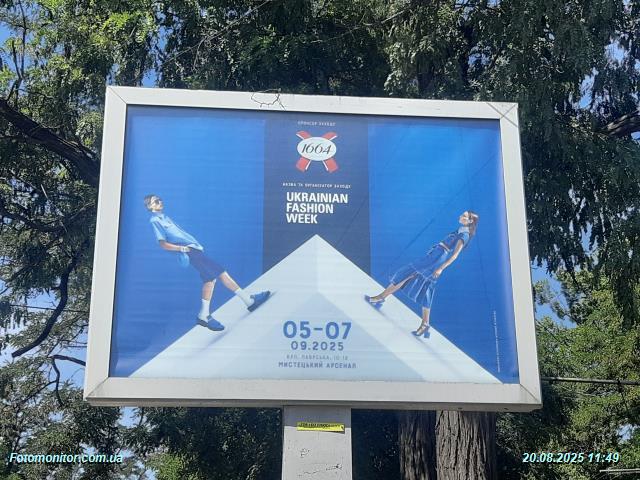 СПОНСОР ЗАХОДУ
1664
НАЗВА ТА ОРГАНІЗАТОР ЗАХОДУ
UKRAINIAN
FASHION
WEEK
05-07
09.2025
ВУЛ. ЛАВРСЬКА, 10-12
МИСТЕЦЬКИЙ АРСЕНАЛ
Fotomonitor.com.ua
20.08.2025 11:49